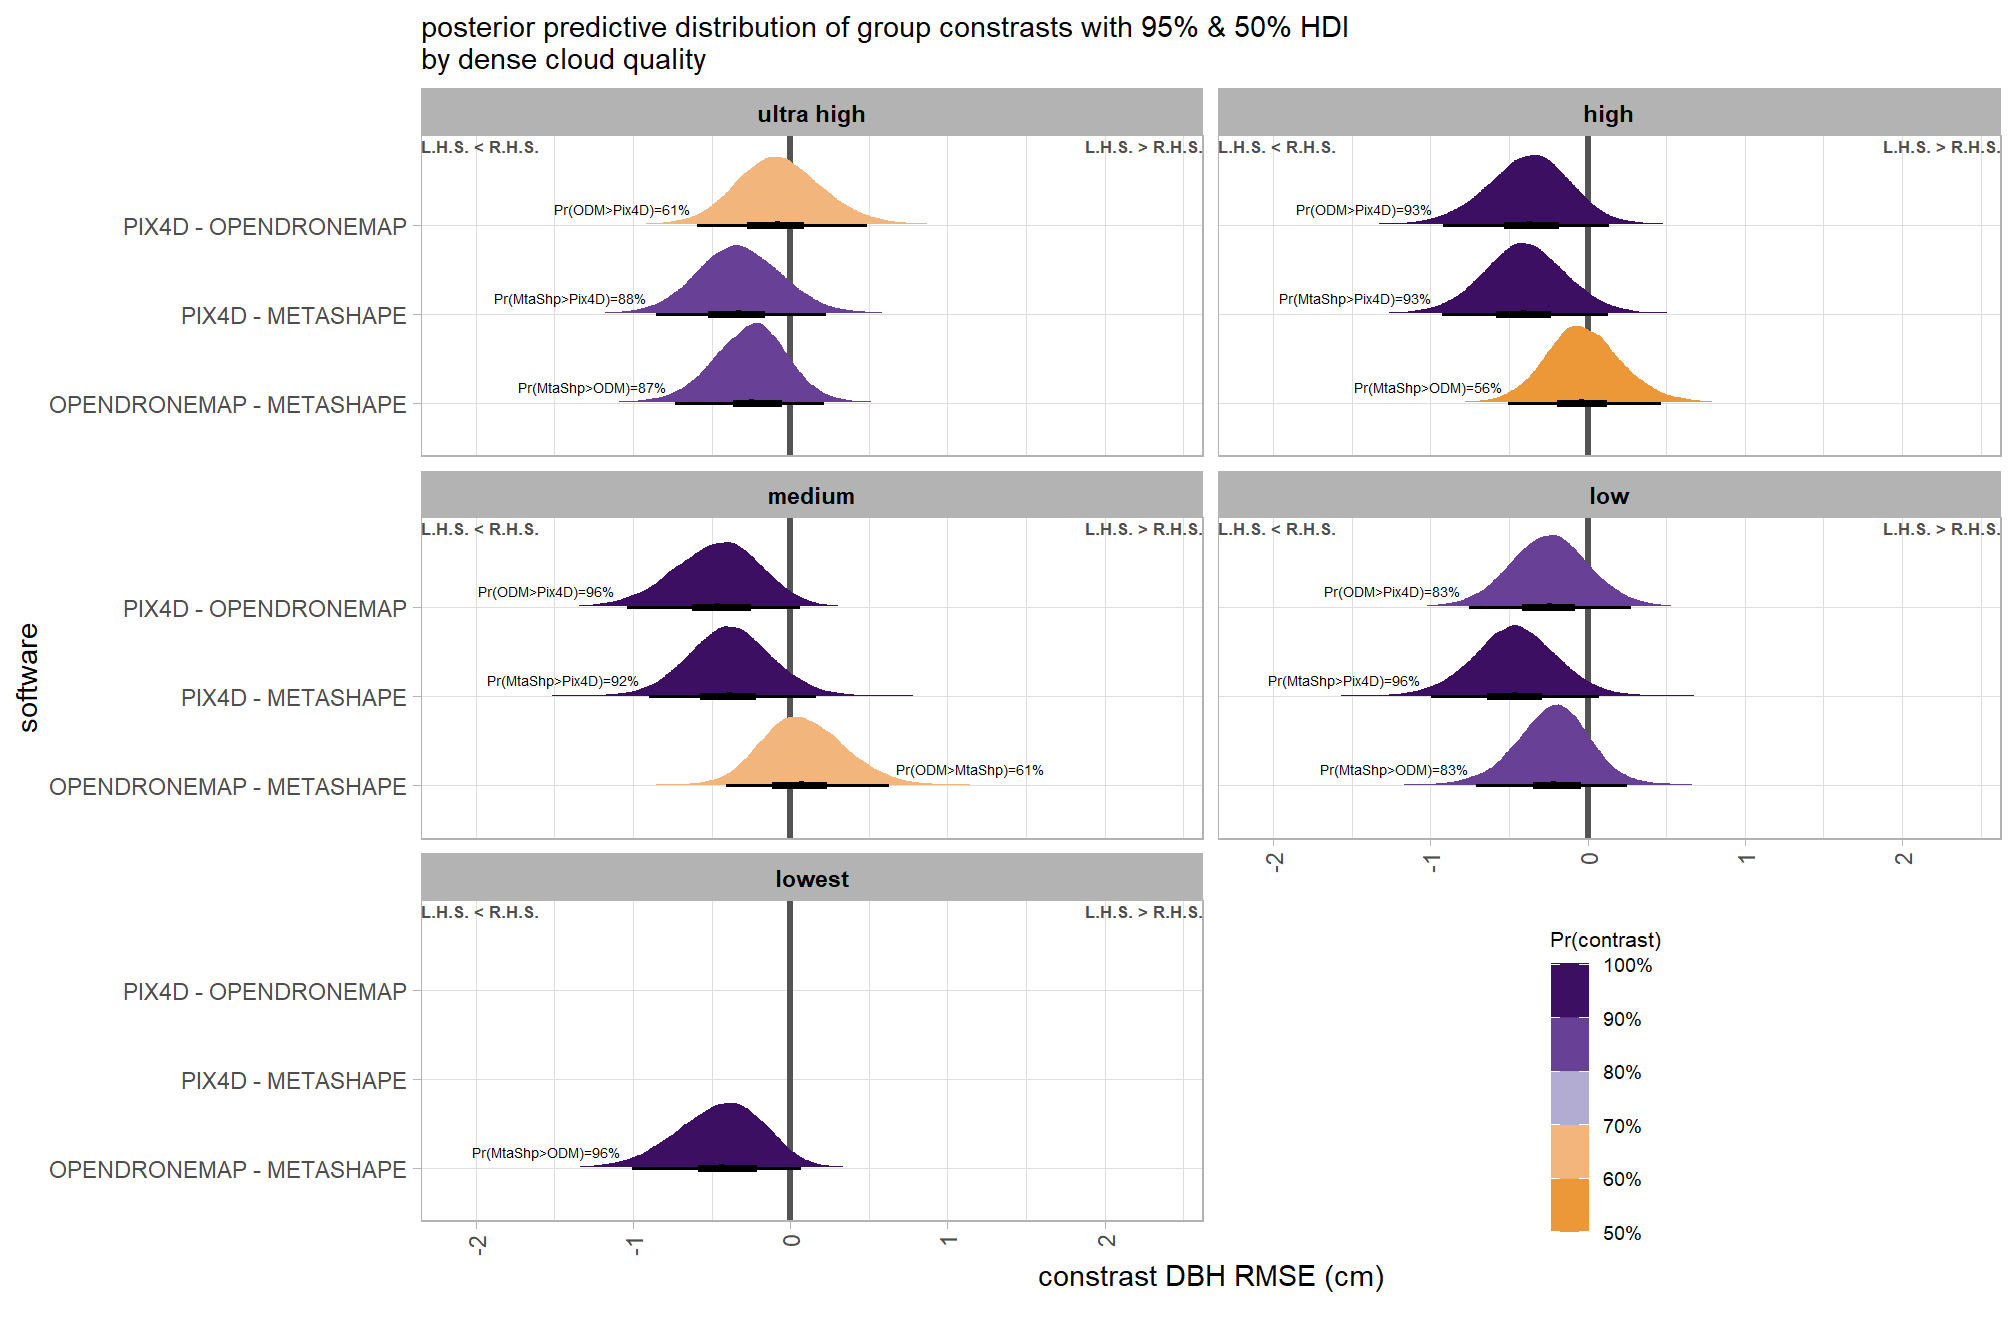 posterior predictive distribution of group constrasts with 95% & 50% HDI
by dense cloud quality
ultra high
L.H.S. < R.H.S.
L.H.S. > R.H.S.
Pr(ODM>Pix4D)=61%
PIX4D - OPENDRONEMAP
Pr(MtaShp>Pix4D)=88%
PIX4D - METASHAPE
Pr(MtaShp>ODM)=87%
OPENDRONEMAP - METASHAPE
high
L.H.S. < R.H.S.
L.H.S. > R.H.S.
Pr(ODM>Pix4D)=93%
Pr(MtaShp>Pix4D)=93%
Pr(MtaShp>ODM)=56%
medium
L.H.S. < R.H.S.
L.H.S. > R.H.S.
Pr(ODM>Pix4D)=96%
PIX4D - OPENDRONEMAP
Pr(MtaShp>Pix4D)=92%
PIX4D - METASHAPE
Pr(ODM>MtaShp)=61%
OPENDRONEMAP - METASHAPE
low
L.H.S. < R.H.S.
L.H.S. > R.H.S.
Pr(ODM>Pix4D)=83%
Pr(MtaShp>Pix4D)=96%
Pr(MtaShp>ODM)=83%
-2
-1
0
1
2
software
lowest
L.H.S. < R.H.S.
L.H.S. > R.H.S.
PIX4D - OPENDRONEMAP
PIX4D - METASHAPE
Pr(MtaShp>ODM)=96%
OPENDRONEMAP - METASHAPE
-2
-1
0
1
2
constrast DBH RMSE (cm)
Pr(contrast)
100%
90%
80%
70%
60%
50%